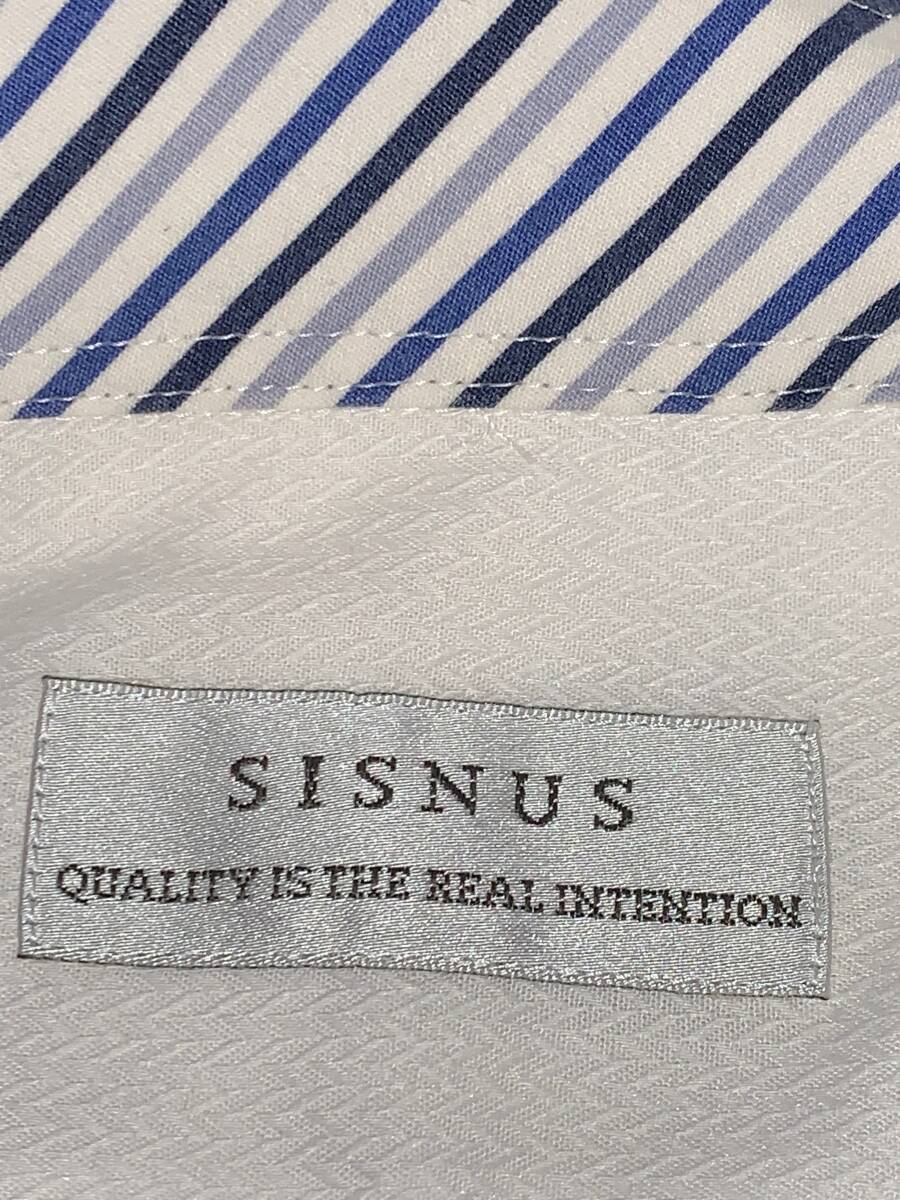 SISNUS
QUALITY IS THE REAL INTENTION